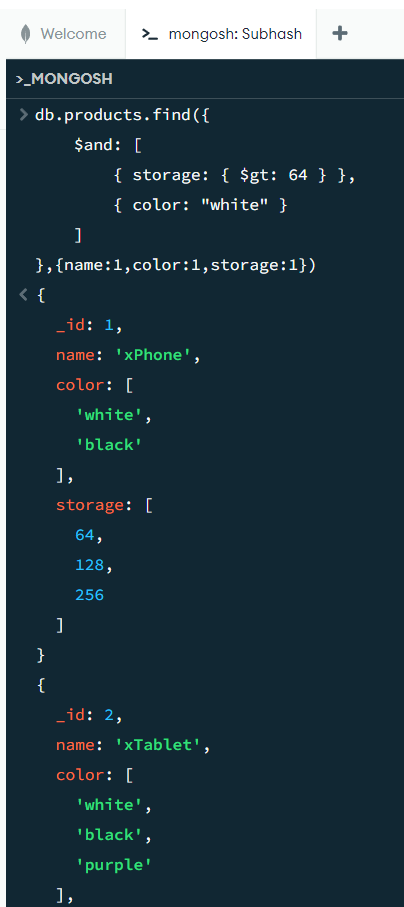 Welcome >_ mongosh: Subhash +
>_MONGOSH
> db.products.find({
$and: [
{ storage: { $gt: 64 } },
{ color: "white" }
]
},{name:1,color:1,storage:1})
< {
_id: 1,
name: 'xPhone',
color: [
'white',
'black'
],
storage: [
64,
128,
256
]
}
{
_id: 2,
name: 'xTablet',
color: [
'white',
'black',
'purple'
],